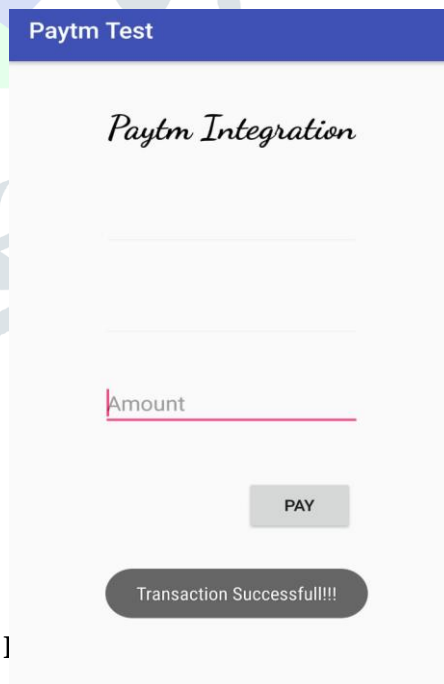 Paytm Test
Paytm Integration
Amount
PAY
Transaction Successfull!!!